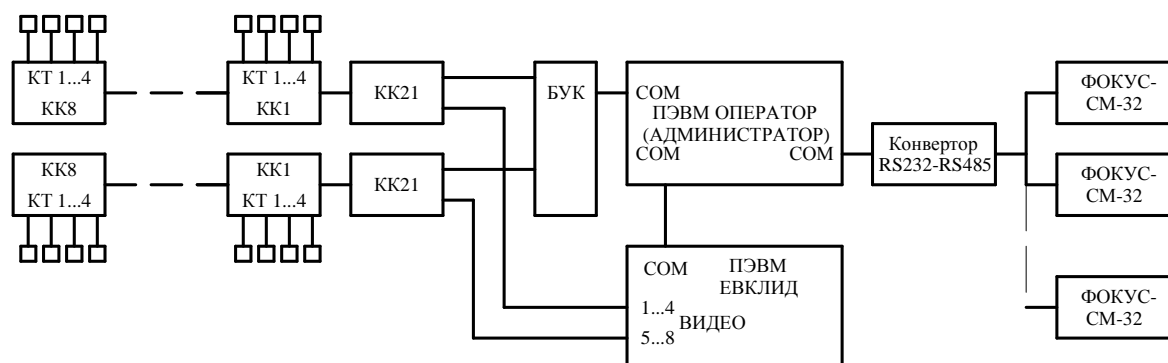 КТ 1...4
КК8
КТ 1...4
КК1
КК21
БУК
COM
ПЭВМ ОПЕРАТОР
(АДМИНИСТРАТОР)
COM
COM
Конвертор
RS232-RS485
ФОКУС-
СМ-32
КК8
КТ 1...4
КК1
КТ 1...4
КК21
ФОКУС-
СМ-32
COM
ПЭВМ
ЕВКЛИД
1...4
5...8
ВИДЕО
ФОКУС-
СМ-32